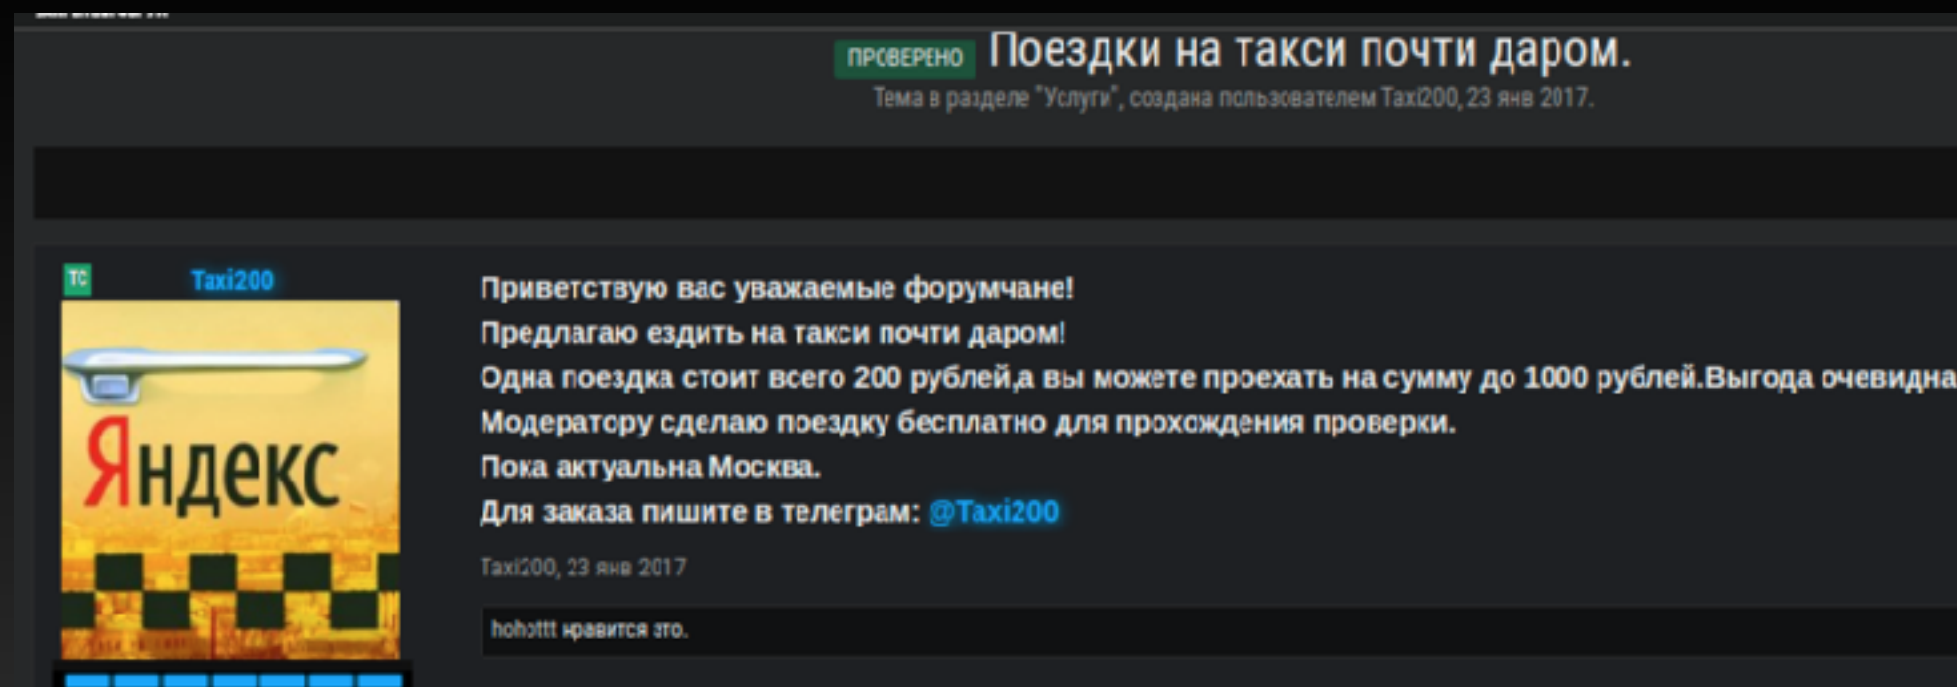 ПРОВЕРЕНО Поездки на такси почти даром.
Тема в разделе "Услуги", создана пользователем Taxi200, 23 янв 2017.
ТС Taxi200
Яндекс
Приветствую вас уважаемые форумчане!
Предлагаю ездить на такси почти даром!
Одна поездка стоит всего 200 рублей,а вы можете проехать на сумму до 1000 рублей.Выгода очевидна
Модератору сделаю поездку бесплатно для прохождения проверки.
Пока актуальна Москва.
Для заказа пишите в телеграм: @Taxi200
Taxi200, 23 янв 2017
hohottt нравится это.